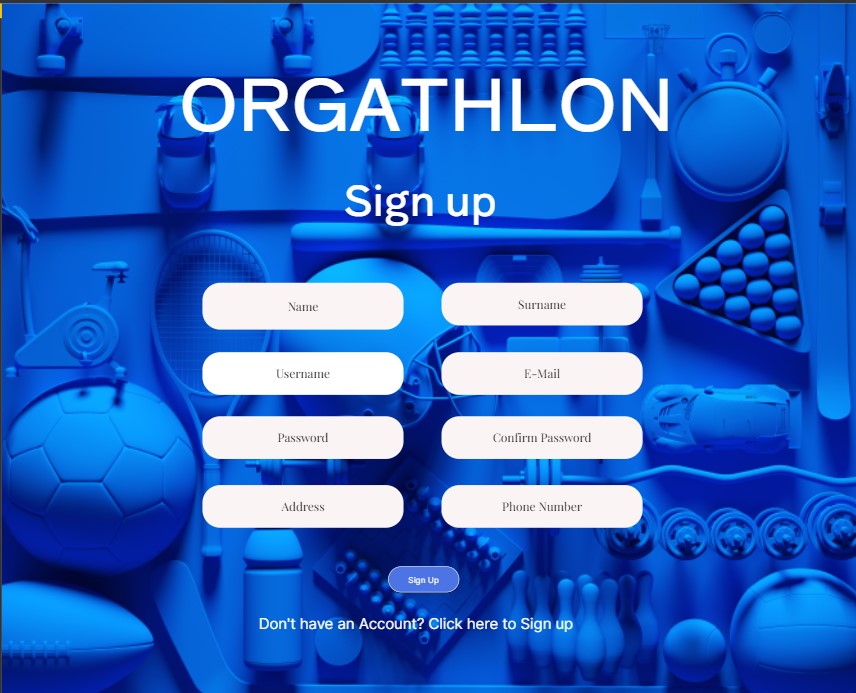 ORGATHLON
Sign up
Name
Surname
Username
E-Mail
Password
Confirm Password
Address
Phone Number
Sign Up
Don't have an Account? Click here to Sign up